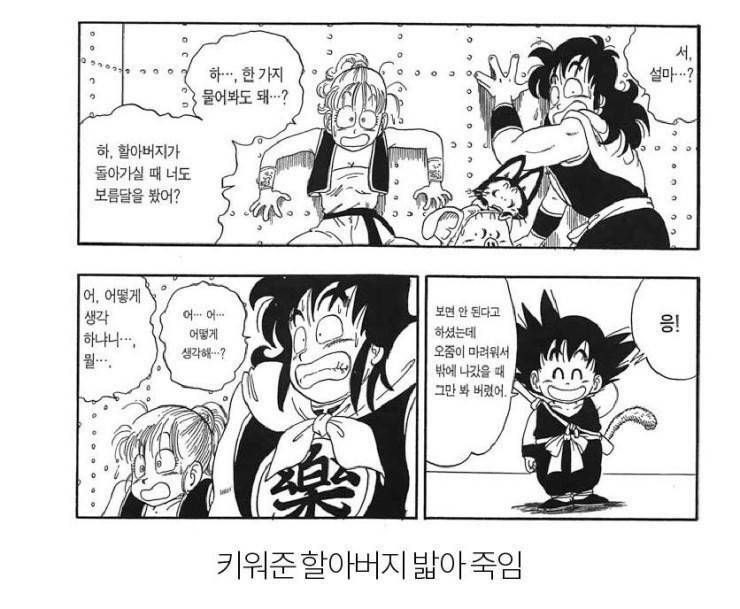 서,
설마…?
하…, 한 가지
물어봐도 돼…?
하, 할아버지가
돌아가실 때 너도
보름달을 봤어?
응!
보면 안 된다고
하셨는데
오줌이 마려워서
밖에 나갔을 때
그만 봐 버렸어.
어… 어…
어떻게
생각해…?
어, 어떻게
생각
하냐니…,
뭘….
樂
키워준 할아버지 밟아 죽임